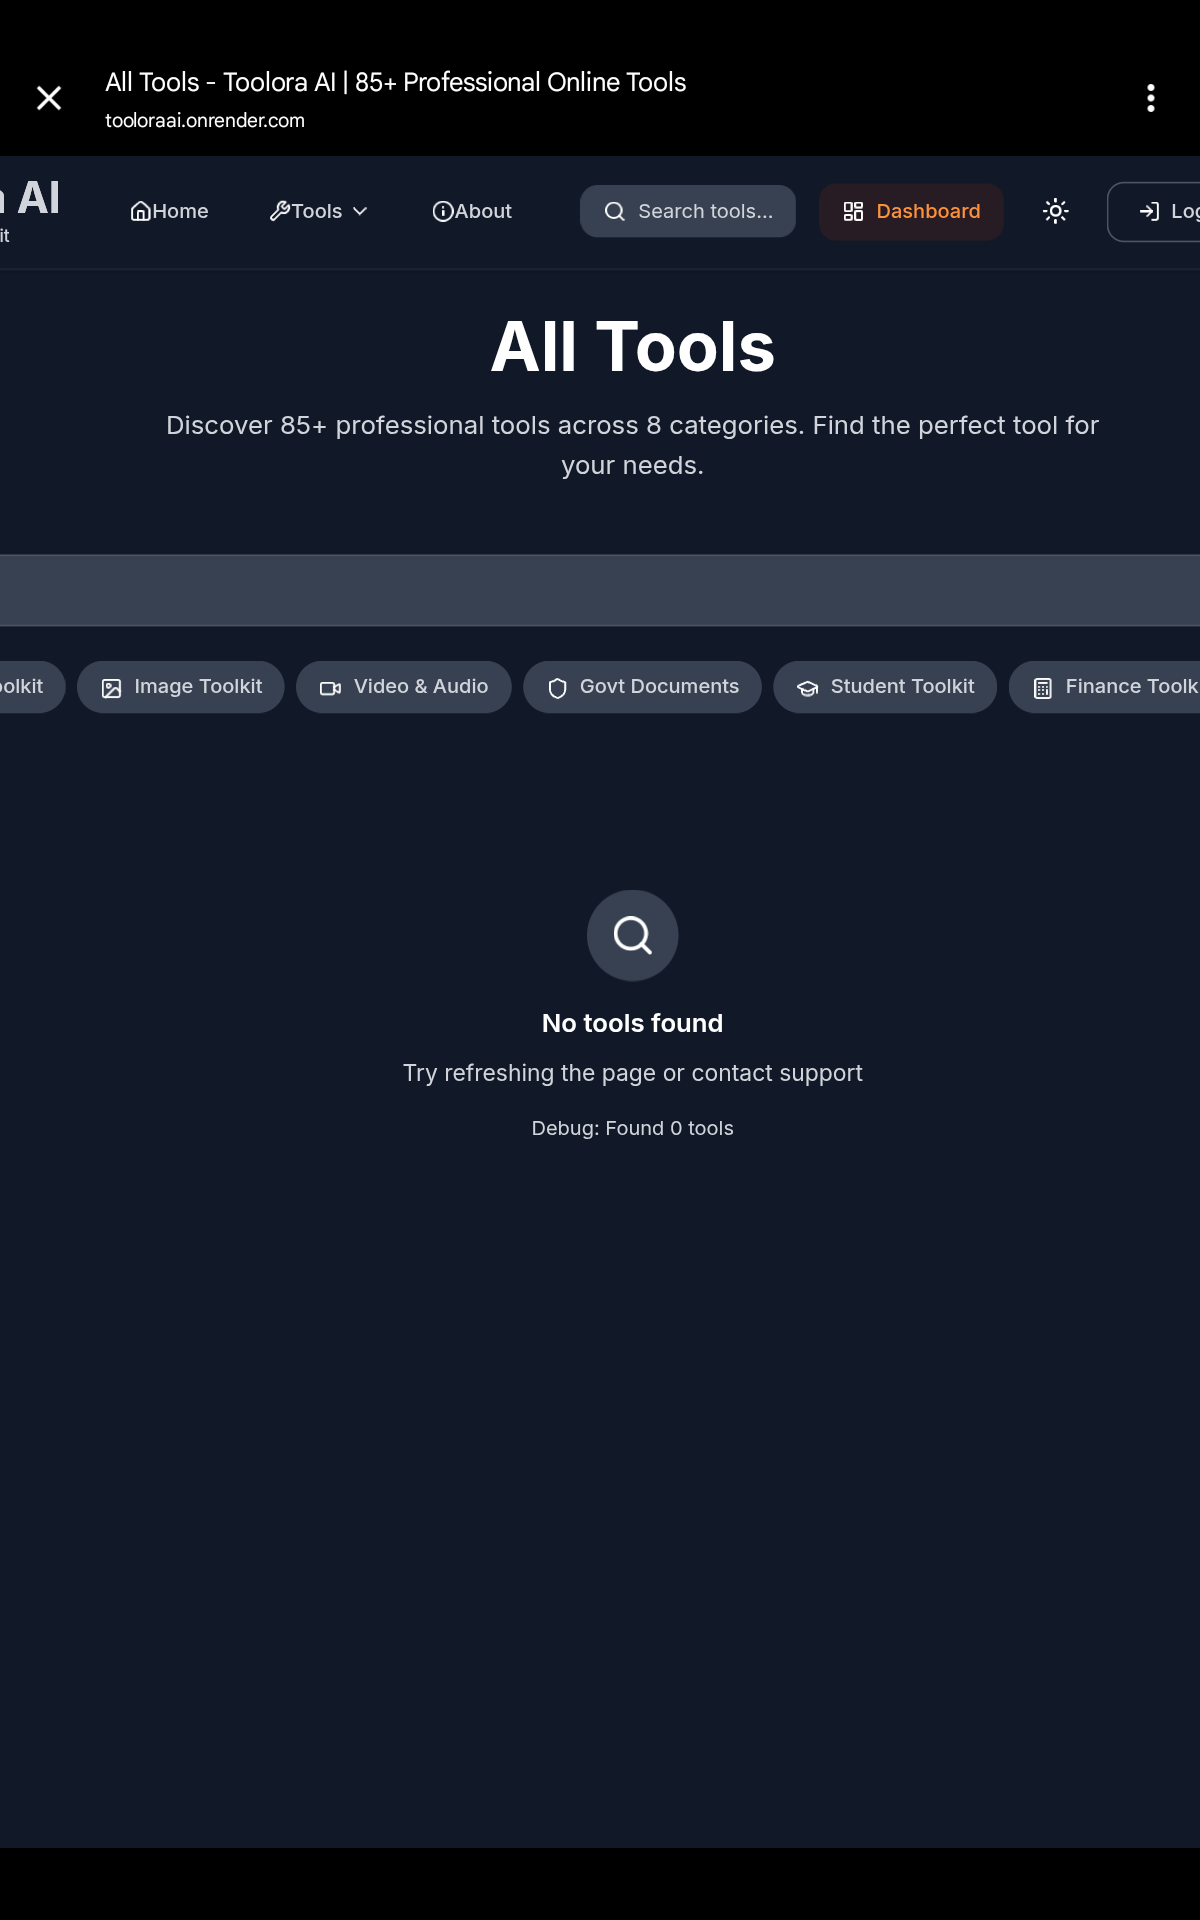 All Tools - Toolora AI | 85+ Professional Online Tools
tooloraai.onrender.com
AI
it
Home
Tools
About
Search tools...
Dashboard
Log
All Tools
Discover 85+ professional tools across 8 categories. Find the perfect tool for
your needs.
oolkit
Image Toolkit
Video & Audio
Govt Documents
Student Toolkit
Finance Toolk
No tools found
Try refreshing the page or contact support
Debug: Found 0 tools